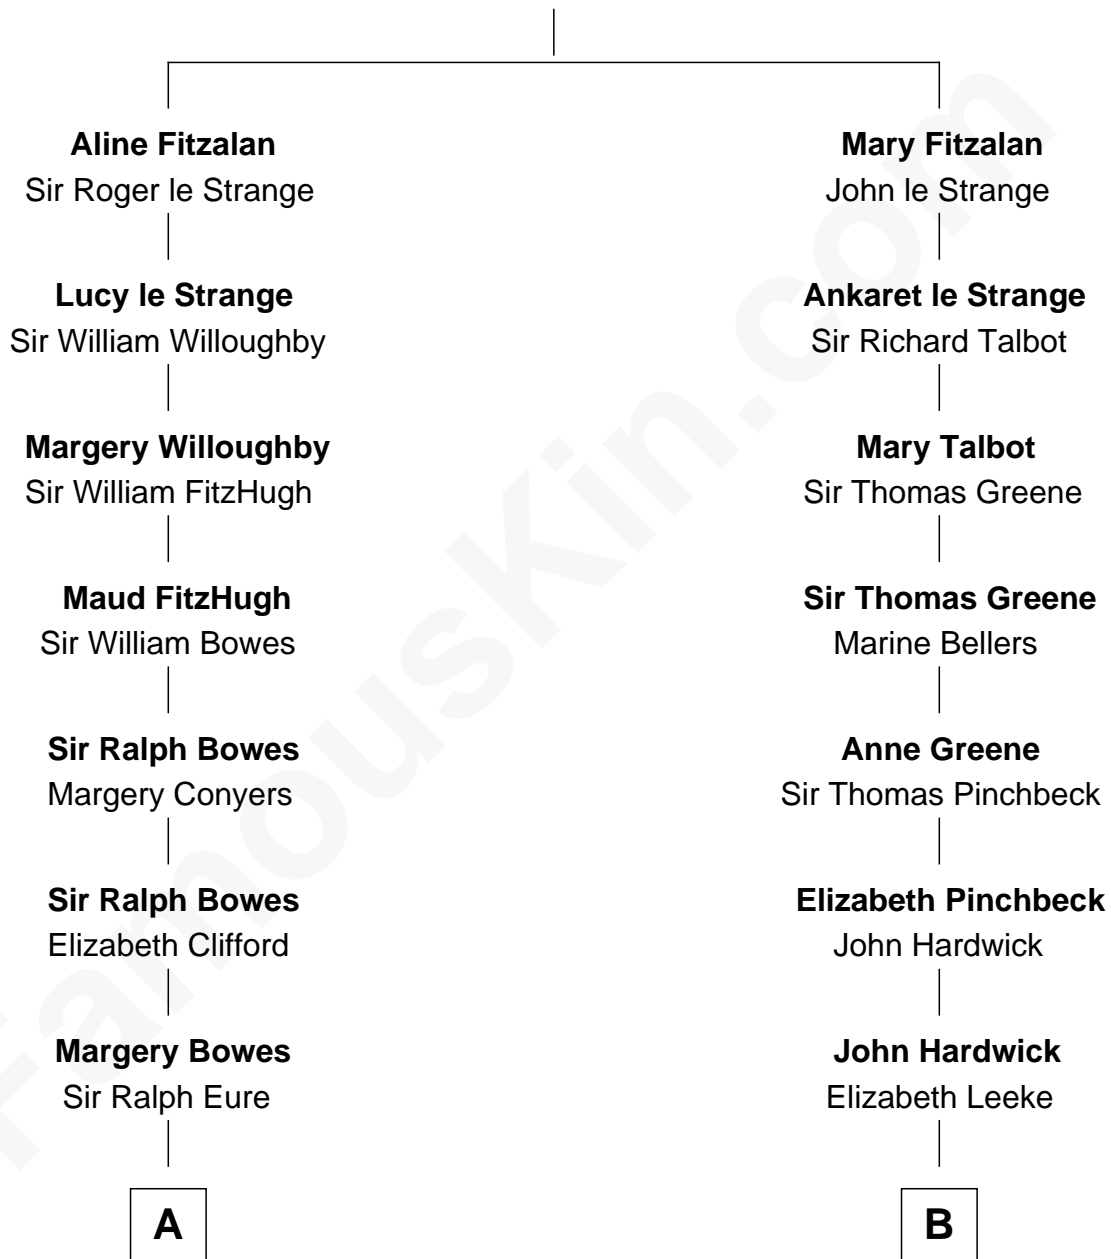 Aline Fitzalan
Sir Roger le Strange
Lucy le Strange
Sir William Willoughby
Margery Willoughby
Sir William FitzHugh
Maud FitzHugh
Sir William Bowes
Sir Ralph Bowes
Margery Conyers
Sir Ralph Bowes
Elizabeth Clifford
Margery Bowes
Sir Ralph Eure
A
Mary Fitzalan
John le Strange
Ankaret le Strange
Sir Richard Talbot
Mary Talbot
Sir Thomas Greene
Sir Thomas Greene
Marine Bellers
Anne Greene
Sir Thomas Pinchbeck
Elizabeth Pinchbeck
John Hardwick
John Hardwick
Elizabeth Leeke
B
FamousKin.com